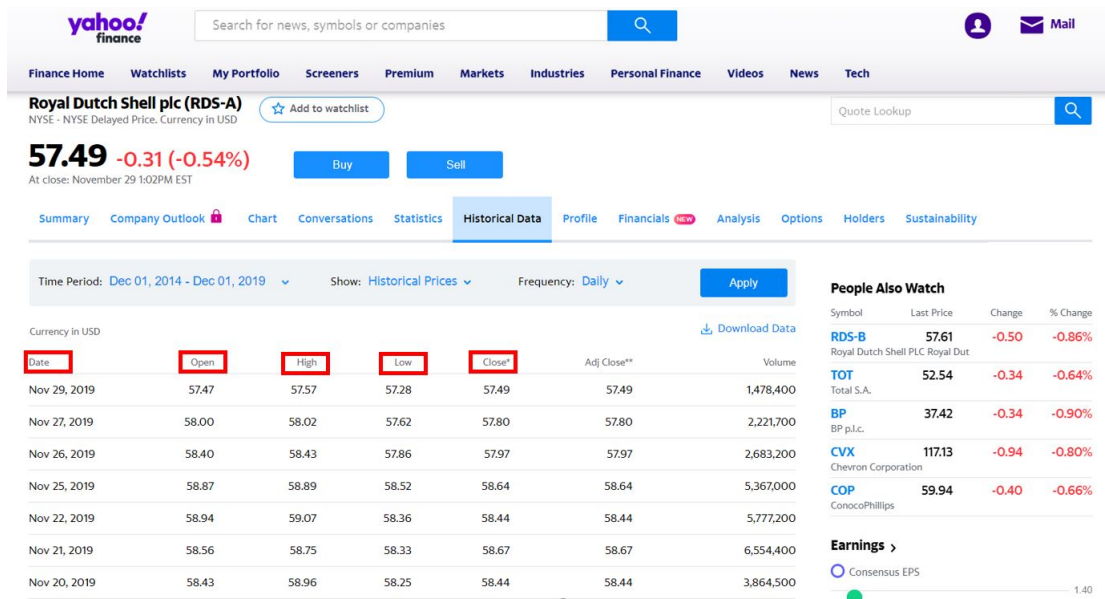 yahoo!
finance
Search for news, symbols or companies
Mail
Finance Home Watchlists My Portfolio Screeners Premium Markets Industries Personal Finance Videos News Tech
Royal Dutch Shell plc (RDS-A)
Add to watchlist
NYSE - NYSE Delayed Price. Currency in USD
Quote Lookup
57.49 -0.31 (-0.54%)
At close: November 29 1:02PM EST
Buy
Sell
Summary Company Outlook Chart Conversations Statistics Historical Data Profile Financials NEW Analysis Options Holders Sustainability
Time Period: Dec 01, 2014 - Dec 01, 2019 Show: Historical Prices Frequency: Daily Apply
Currency in USD Download Data
Date Open High Low Close* Adj Close** Volume
Nov 29, 2019 57.47 57.57 57.28 57.49 57.49 1,478,400
Nov 27, 2019 58.00 58.02 57.62 57.80 57.80 2,221,700
Nov 26, 2019 58.40 58.43 57.86 57.97 57.97 2,683,200
Nov 25, 2019 58.87 58.89 58.52 58.64 58.64 5,367,000
Nov 22, 2019 58.94 59.07 58.36 58.44 58.44 5,777,200
Nov 21, 2019 58.56 58.75 58.33 58.67 58.67 6,554,400
Nov 20, 2019 58.43 58.96 58.25 58.44 58.44 3,864,500
People Also Watch
Symbol Last Price Change % Change
RDS-B 57.61 -0.50 -0.86%
Royal Dutch Shell PLC Royal Dut
TOT 52.54 -0.34 -0.64%
Total S.A.
BP 37.42 -0.34 -0.90%
BP p.l.c.
CVX 117.13 -0.94 -0.80%
Chevron Corporation
COP 59.94 -0.40 -0.66%
ConocoPhillips
Earnings >
Consensus EPS
1.40